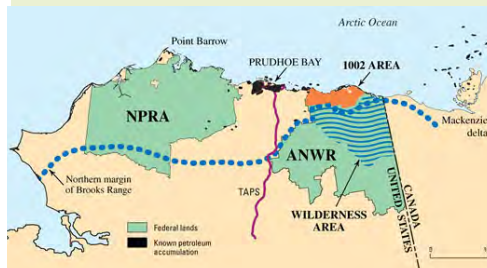 Arctic Ocean
Point Barrow
PRUDHOE BAY
1002 AREA
NPRA
Mackenzie
delta
ANWR
Northern margin
of Brooks Range
TAPS
WILDERNESS
AREA
CANADA
UNITED STATES
Federal lands
Known petroleum
accumulation
0